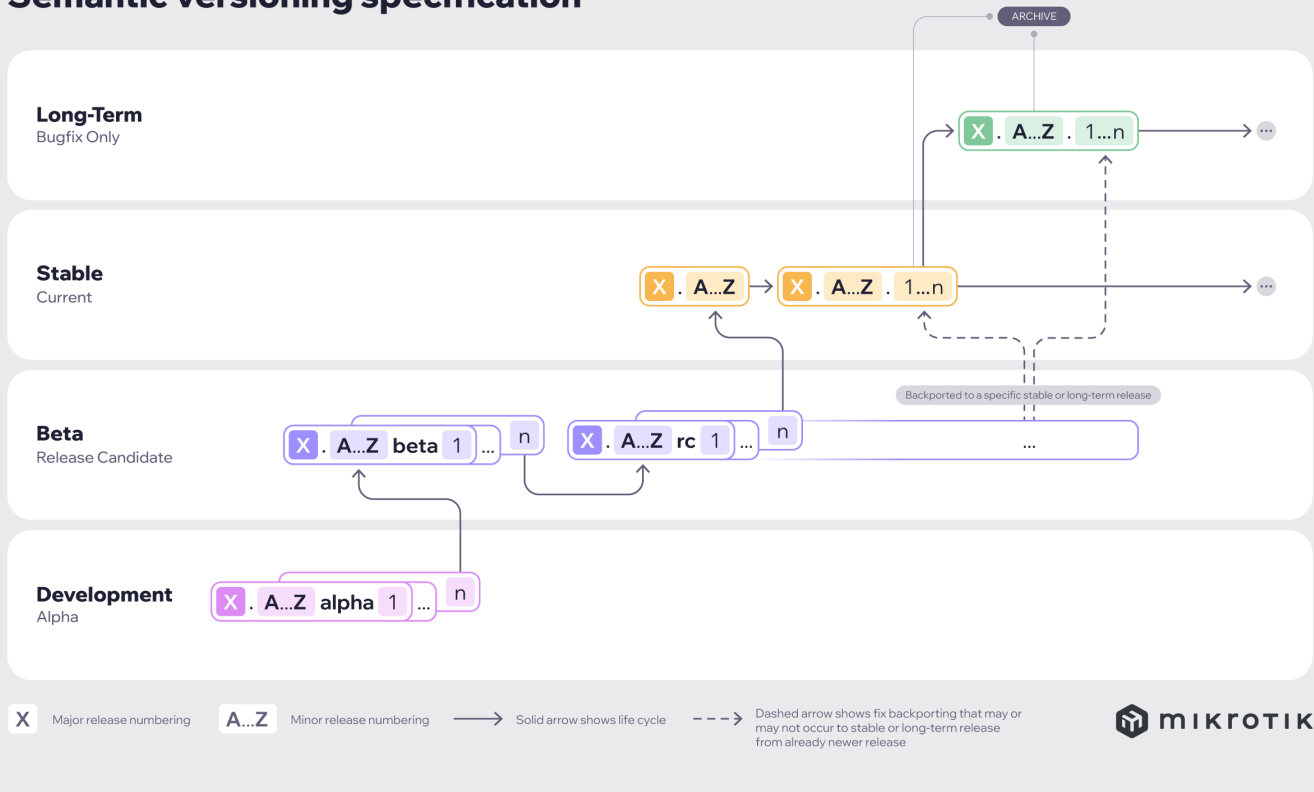 Semantic versioning specification
ARCHIVE
Long-Term
Bugfix Only
X . A...Z . 1...n
...
Stable
Current
X . A...Z
X . A...Z . 1...n
...
Backported to a specific stable or long-term release
Beta
Release Candidate
X . A...Z beta 1 ... n
X . A...Z rc 1 ... n
...
Development
Alpha
X . A...Z alpha 1 ... n
X Major release numbering
A...Z Minor release numbering
Solid arrow shows life cycle
Dashed arrow shows fix backporting that may or
may not occur to stable or long-term release
from already newer release
MIKROTIK